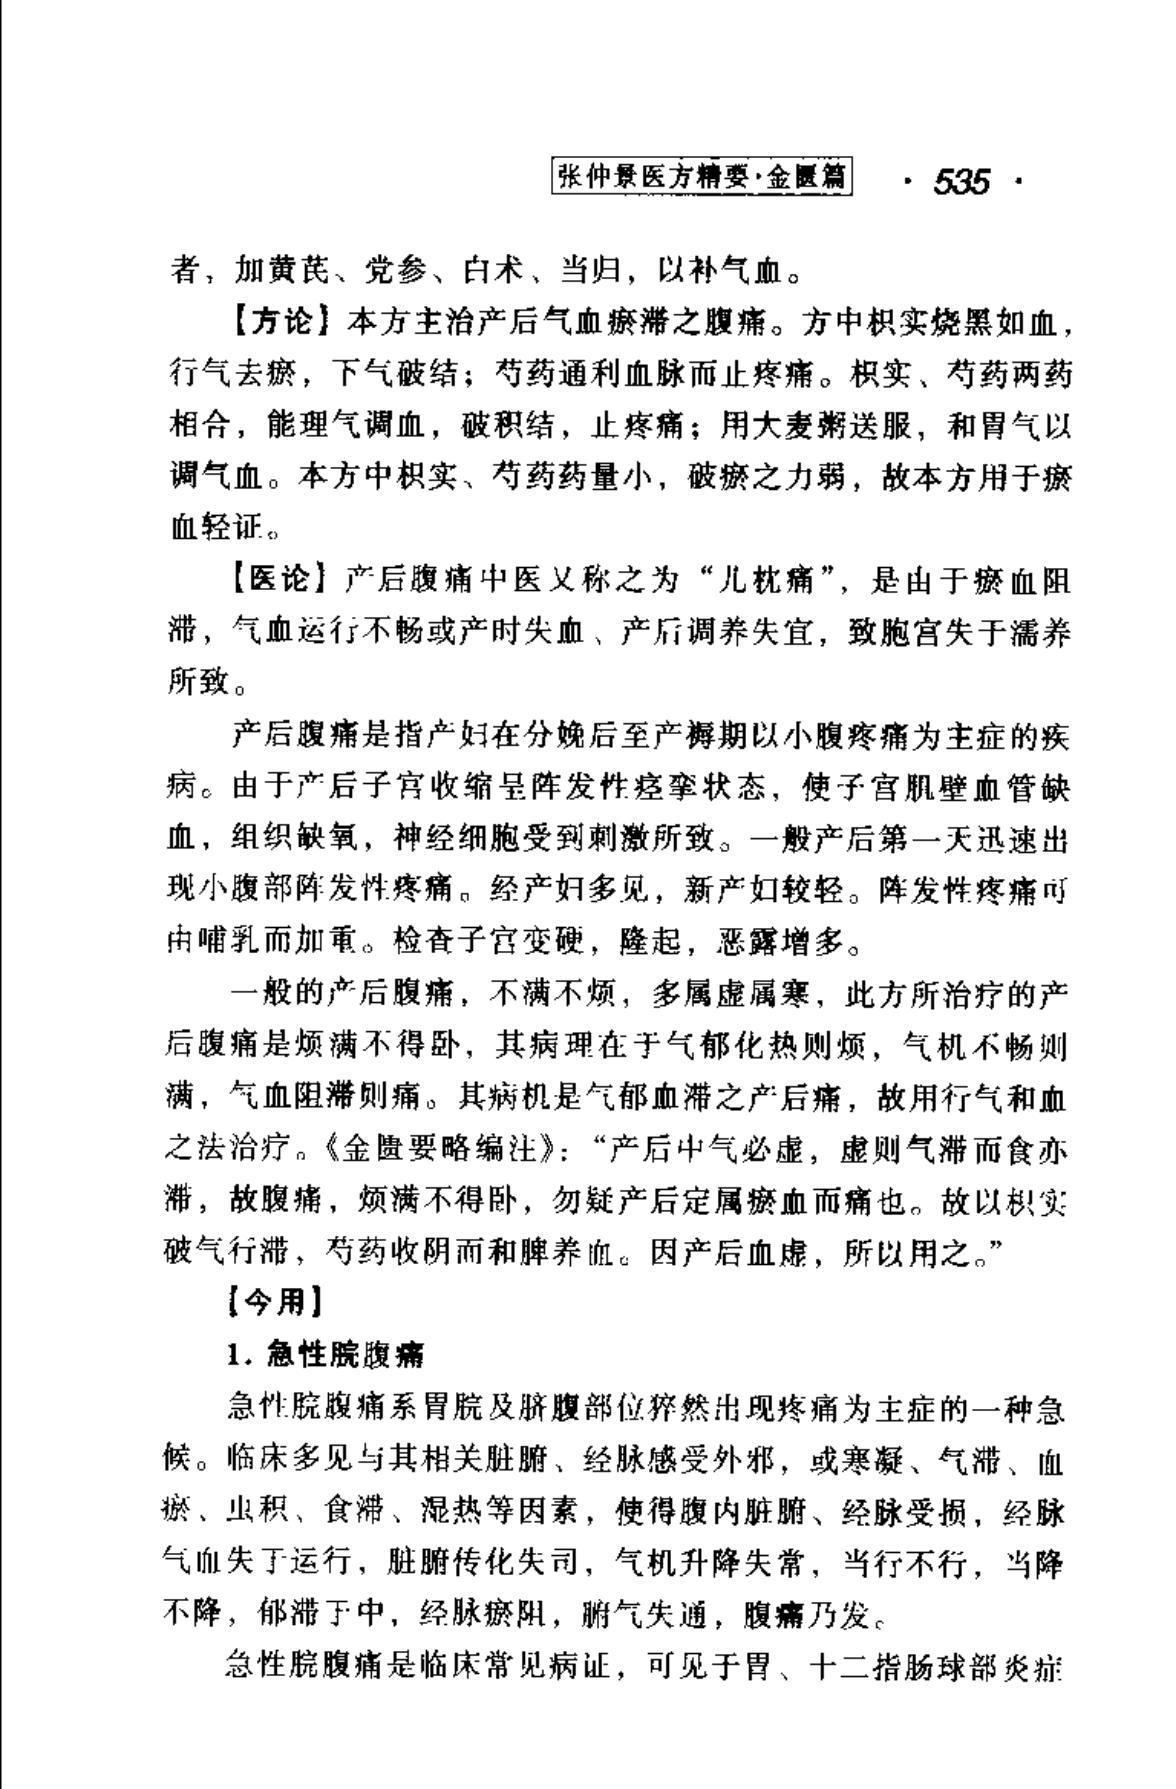 张仲景医方精要·金匮篇 · 535 ·
者，加黄芪、党参、白术、当归，以补气血。
【方论】本方主治产后气血瘀滞之腹痛。方中枳实烧黑如血，
行气去瘀，下气破结；芍药通利血脉而止疼痛。枳实、芍药两药
相合，能理气调血，破积结，止疼痛；用大麦粥送服，和胃气以
调气血。本方中枳实、芍药药量小，破瘀之力弱，故本方用于瘀
血轻证。
【医论】产后腹痛中医又称之为“儿枕痛”，是由于瘀血阻
滞，气血运行不畅或产时失血、产后调养失宜，致胞宫失于濡养
所致。
产后腹痛是指产妇在分娩后至产褥期以小腹疼痛为主症的疾
病。由于产后子宫收缩呈阵发性痉挛状态，使子宫肌壁血管缺
血，组织缺氧，神经细胞受到刺激所致。一般产后第一天迅速出
现小腹部阵发性疼痛。经产妇多见，新产妇较轻。阵发性疼痛可
由哺乳而加重。检查子宫变硬，隆起，恶露增多。
一般的产后腹痛，不满不烦，多属虚属寒，此方所治疗的产
后腹痛是烦满不得卧，其病理在于气郁化热则烦，气机不畅则
满，气血阻滞则痛。其病机是气郁血滞之产后痛，故用行气和血
之法治疗。《金匮要略编注》：“产后中气必虚，虚则气滞而食亦
滞，故腹痛，烦满不得卧，勿疑产后定属瘀血而痛也。故以枳实
破气行滞，芍药收阴而和脾养血。因产后血虚，所以用之。”
【今用】
1. 急性脘腹痛
急性脘腹痛系胃脘及脐腹部位猝然出现疼痛为主症的一种急
候。临床多见与其相关脏腑、经脉感受外邪，或寒凝、气滞、血
瘀、虫积、食滞、湿热等因素，使得腹内脏腑、经脉受损，经脉
气血失于运行，脏腑传化失司，气机升降失常，当行不行，当降
不降，郁滞于中，经脉瘀阻，腑气失通，腹痛乃发。
急性脘腹痛是临床常见病证，可见于胃、十二指肠球部炎症